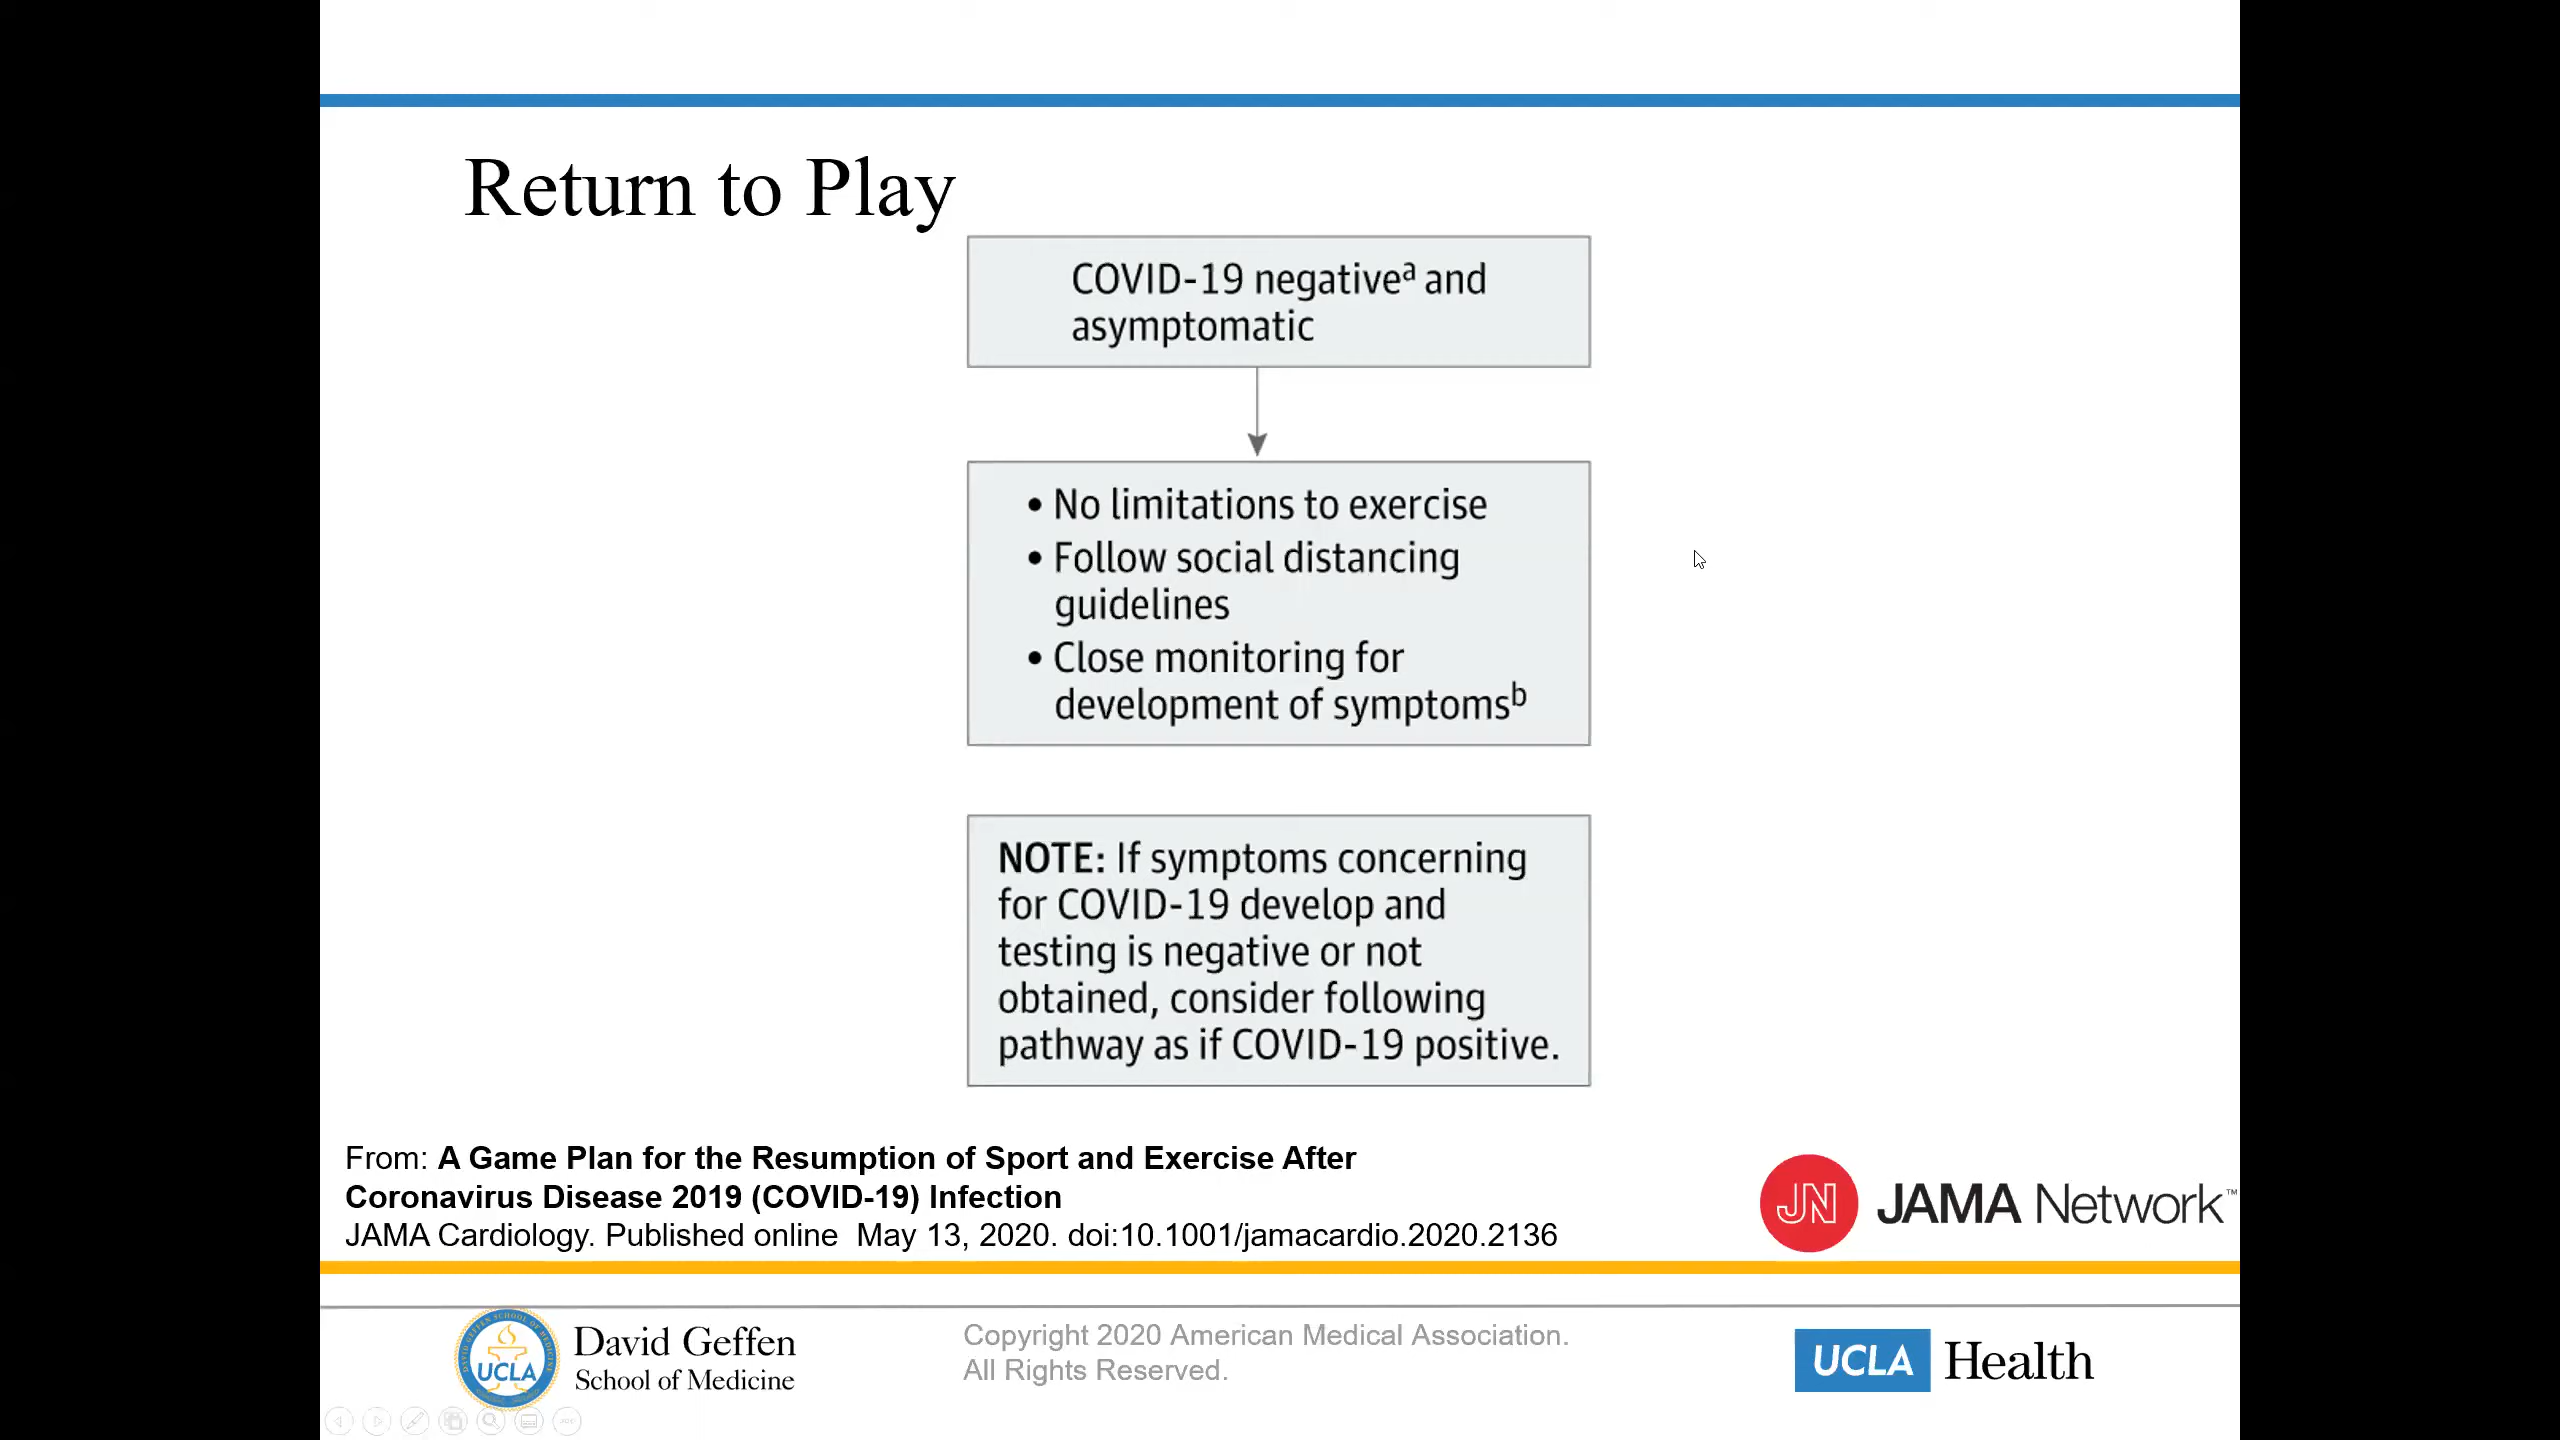 Return to Play
COVID-19 negativeᵃ and
asymptomatic
• No limitations to exercise
• Follow social distancing
guidelines
• Close monitoring for
development of symptomsᵇ
NOTE: If symptoms concerning
for COVID-19 develop and
testing is negative or not
obtained, consider following
pathway as if COVID-19 positive.
From: A Game Plan for the Resumption of Sport and Exercise After
Coronavirus Disease 2019 (COVID-19) Infection
JAMA Cardiology. Published online May 13, 2020. doi:10.1001/jamacardio.2020.2136
JN JAMA Network™
UCLA
David Geffen
School of Medicine
Copyright 2020 American Medical Association.
All Rights Reserved.
UCLA Health